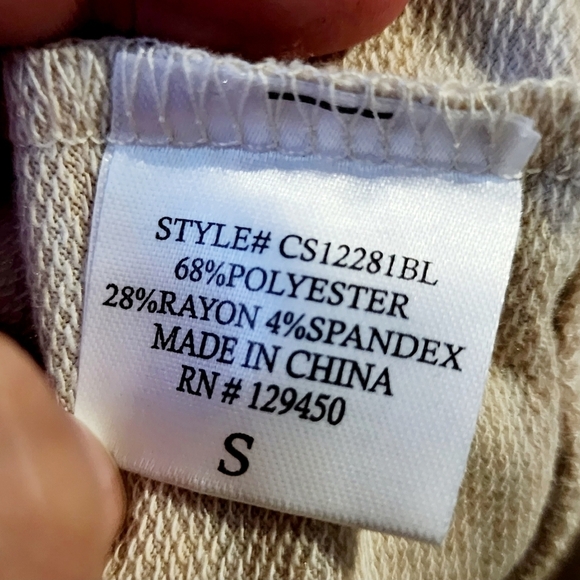 STYLE# CS12281BL
68%POLYESTER
28%RAYON 4%SPANDEX
MADE IN CHINA
RN # 129450
S